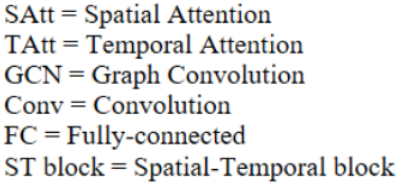 SAtt = Spatial Attention
TAtt = Temporal Attention
GCN = Graph Convolution
Conv = Convolution
FC = Fully-connected
ST block = Spatial-Temporal block